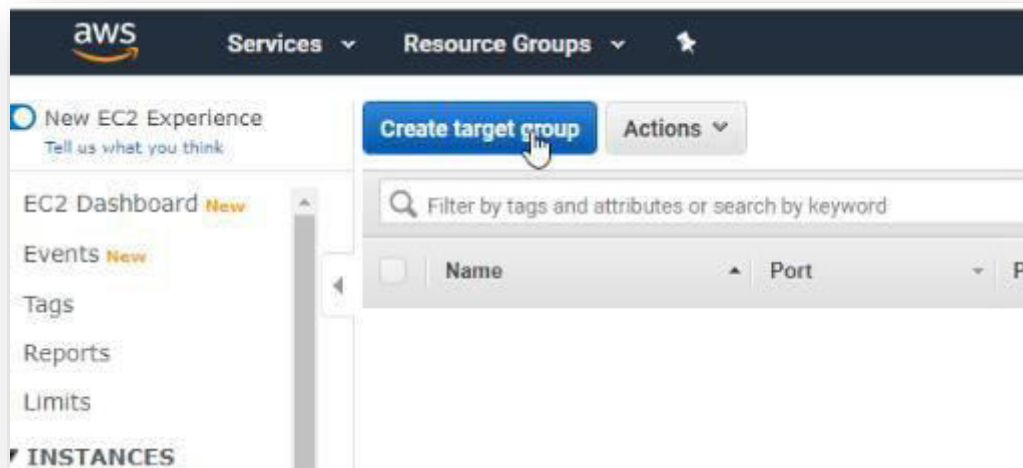 aws Services Resource Groups
New EC2 Experience
Tell us what you think
Create target group Actions
EC2 Dashboard New
Filter by tags and attributes or search by keyword
Events New
Name Port P
Tags
Reports
Limits
INSTANCES